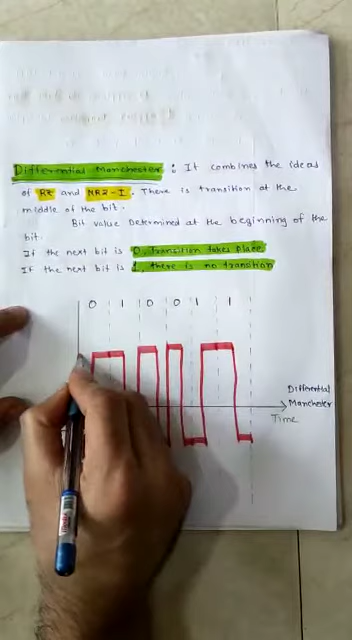 Differential Manchester : It combines the ideas
of RZ and NRZ-I. There is transition at the
middle of the bit.
Bit value Determined at the beginning of the
bit.
If the next bit is 0, transition takes place
If the next bit is 1, there is no transtion
0 1 0 0 1 1
Differential
Manchester
Time